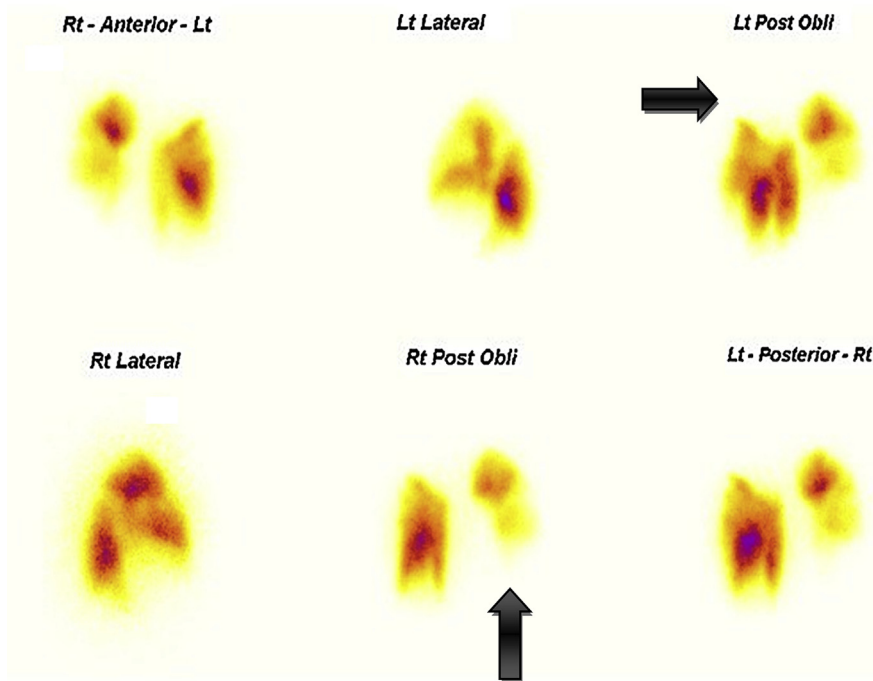 Rt - Anterior - Lt
Lt Lateral
Lt Post Obli
Rt Lateral
Rt Post Obli
Lt - Posterior - Rt